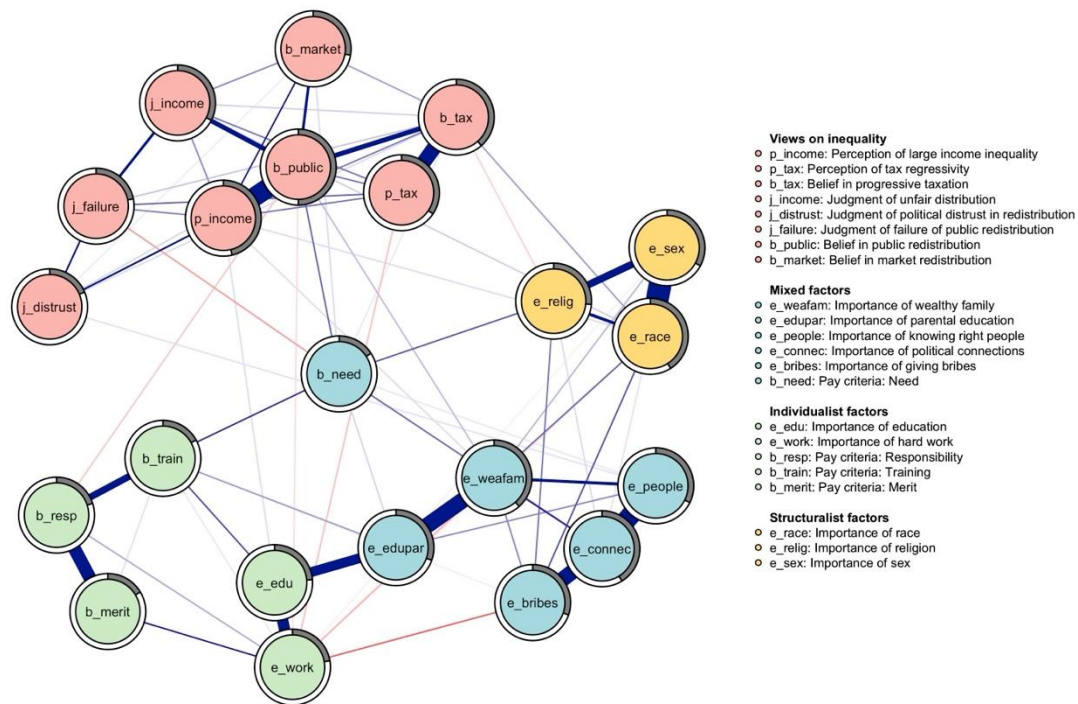 b_market
j_income
b_tax
b_public
p_tax
j_failure
p_income
e_sex
j_distrust
e_relig
e_race
b_need
b_train
e_weafam
e_people
b_resp
e_edupar
e_connec
e_edu
e_bribes
b_merit
e_work
Views on inequality
p_income: Perception of large income inequality
p_tax: Perception of tax regressivity
b_tax: Belief in progressive taxation
j_income: Judgment of unfair distribution
j_distrust: Judgment of political distrust in redistribution
j_failure: Judgment of failure of public redistribution
b_public: Belief in public redistribution
b_market: Belief in market redistribution
Mixed factors
e_weafam: Importance of wealthy family
e_edupar: Importance of parental education
e_people: Importance of knowing right people
e_connec: Importance of political connections
e_bribes: Importance of giving bribes
b_need: Pay criteria: Need
Individualist factors
e_edu: Importance of education
e_work: Importance of hard work
b_resp: Pay criteria: Responsibility
b_train: Pay criteria: Training
b_merit: Pay criteria: Merit
Structuralist factors
e_race: Importance of race
e_relig: Importance of religion
e_sex: Importance of sex